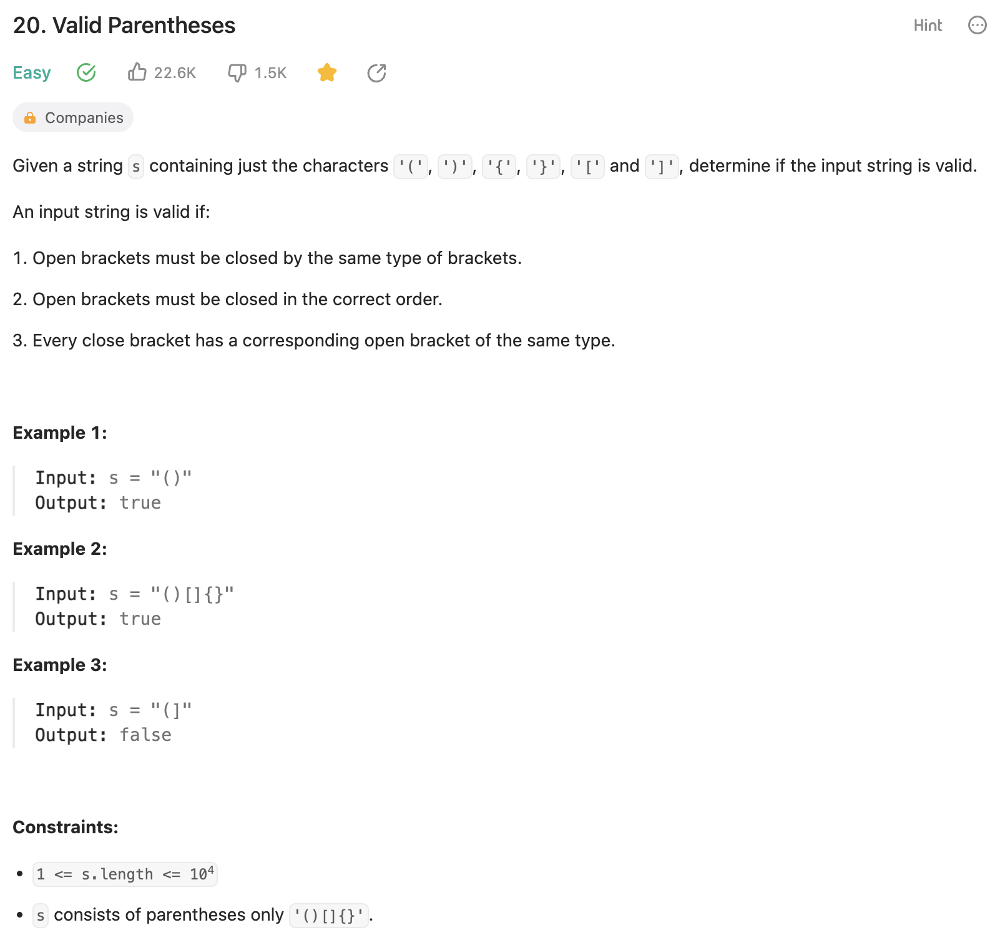 20. Valid Parentheses
Hint
Easy 22.6K 1.5K
Companies
Given a string s containing just the characters '(', ')', '{', '}', '[' and ']', determine if the input string is valid.
An input string is valid if:
1. Open brackets must be closed by the same type of brackets.
2. Open brackets must be closed in the correct order.
3. Every close bracket has a corresponding open bracket of the same type.
Example 1:
Input: s = "()"
Output: true
Example 2:
Input: s = "()[]{}"
Output: true
Example 3:
Input: s = "(]"
Output: false
Constraints:
• 1 <= s.length <= 10⁴
• s consists of parentheses only '()[]{}'.